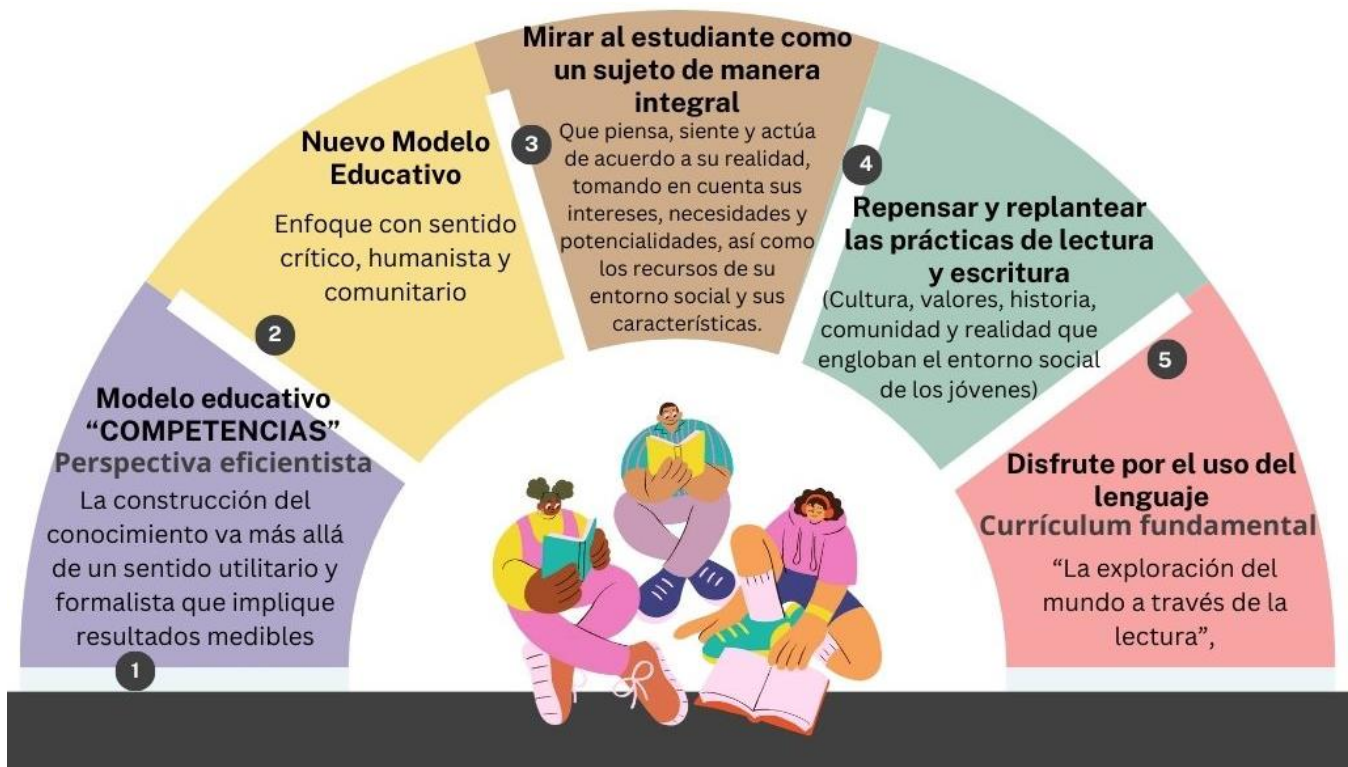 1
Modelo educativo
“COMPETENCIAS”
Perspectiva eficientista
La construcción del
conocimiento va más allá
de un sentido utilitario y
formalista que implique
resultados medibles
2
Nuevo Modelo
Educativo
Enfoque con sentido
crítico, humanista y
comunitario
3
Mirar al estudiante como
un sujeto de manera
integral
Que piensa, siente y actúa
de acuerdo a su realidad,
tomando en cuenta sus
intereses, necesidades y
potencialidades, así como
los recursos de su
entorno social y sus
características.
4
Repensar y replantear
las prácticas de lectura
y escritura
(Cultura, valores, historia,
comunidad y realidad que
engloban el entorno social
de los jóvenes)
5
Disfrute por el uso del
lenguaje
Currículum fundamental
“La exploración del
mundo a través de la
lectura”,